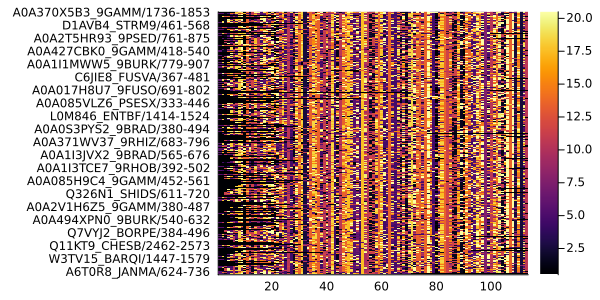 A0A370X5B3_9GAMM/1736-1853
D1AVB4_STRM9/461-568
A0A2T5HR93_9PSED/761-875
A0A427CBK0_9GAMM/418-540
A0A1I1MWW5_9BURK/779-907
C6JIE8_FUSVA/367-481
A0A017H8U7_9FUSO/691-802
A0A085VLZ6_PSESX/333-446
L0M846_ENTBF/1414-1524
A0A0S3PYS2_9BRAD/380-494
A0A371WV37_9RHIZ/683-796
A0A1I3JVX2_9BRAD/565-676
A0A1I3TCE7_9RHOB/392-502
A0A085H9C4_9GAMM/452-561
Q326N1_SHIDS/611-720
A0A2V1H6Z5_9GAMM/380-487
A0A494XPN0_9BURK/540-632
Q7VYJ2_BORPE/384-496
Q11KT9_CHESB/2462-2573
W3TV15_BARQI/1447-1579
A6T0R8_JANMA/624-736
20 40 60 80 100
20.0
17.5
15.0
12.5
10.0
7.5
5.0
2.5